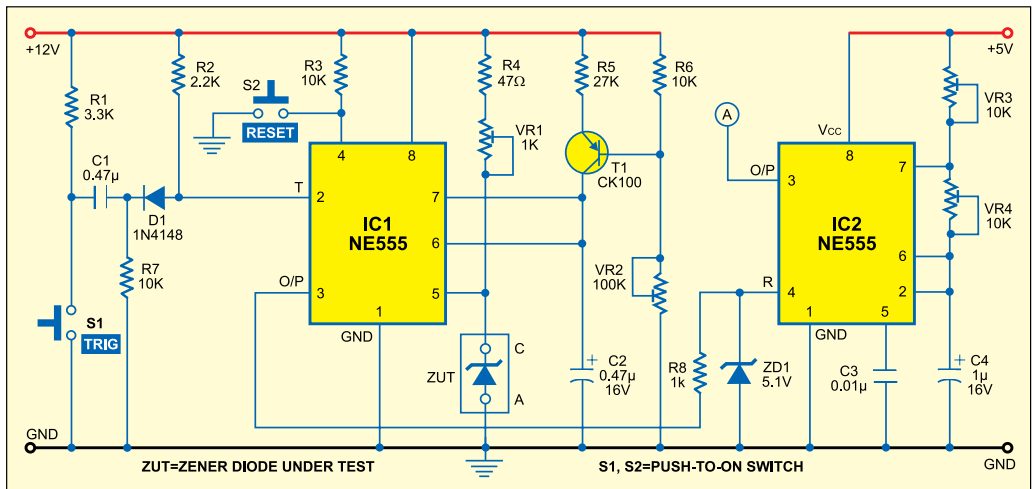 +12V
+5V
R1
3.3K
R2
2.2K
S2
RESET
R3
10K
R4
47Ω
VR1
1K
R5
27K
R6
10K
T1
CK100
C1
0.47µ
D1
1N4148
R7
10K
S1
TRIG
T
O/P
4
8
2
7
6
3
5
1
IC1
NE555
GND
ZUT
C
A
C2
0.47µ
16V
VR2
100K
R8
1k
ZD1
5.1V
A
O/P
R
VCC
8
3
7
6
4
2
1
5
IC2
NE555
GND
VR3
10K
VR4
10K
C3
0.01µ
C4
1µ
16V
+
+
GND
GND
ZUT=ZENER DIODE UNDER TEST
S1, S2=PUSH-TO-ON SWITCH